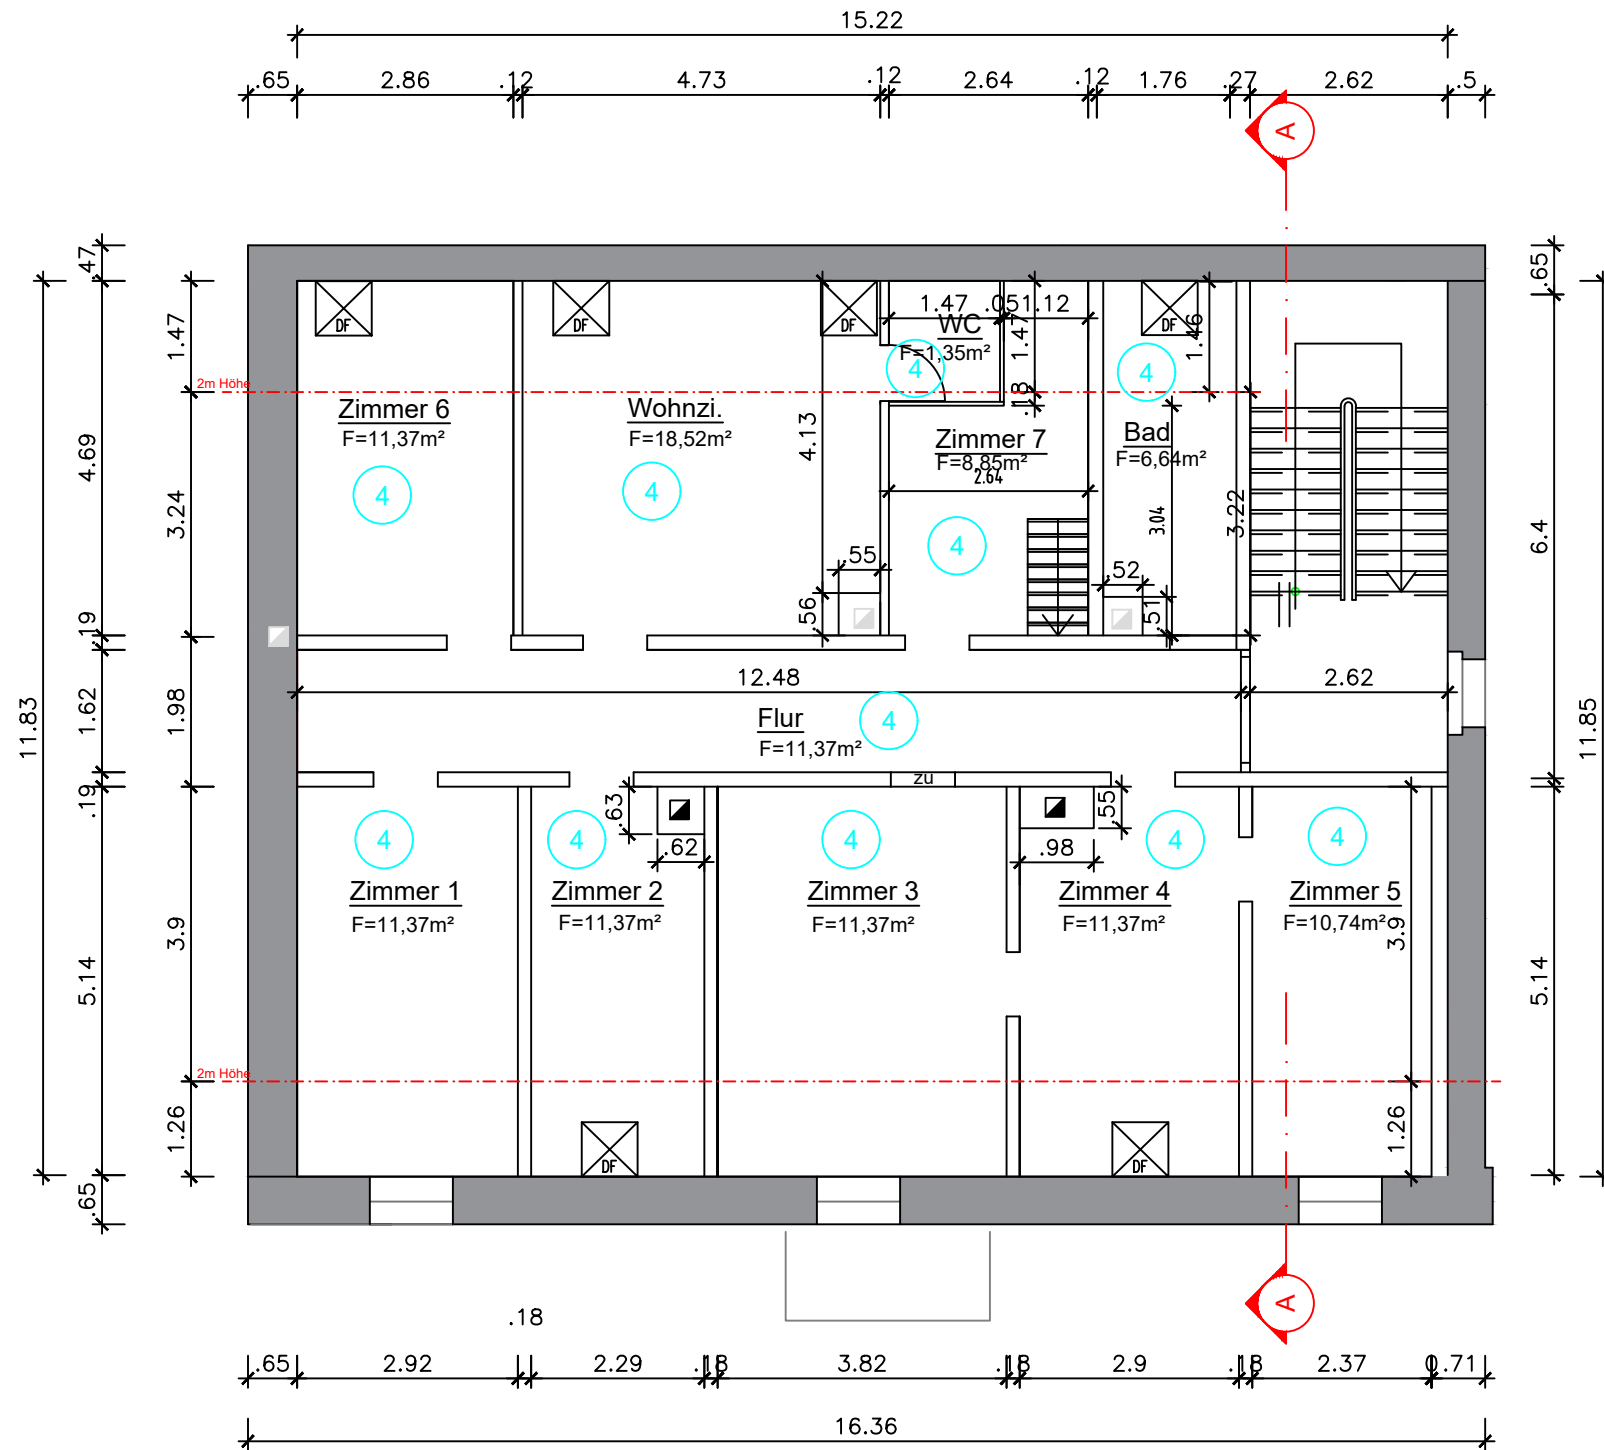 15.22
.65 2.86 .12 4.73 .12 2.64 .12 1.76 .27 2.62 .5
A
.47
.65
1.47 .05 1.12
DF DF DF DF
1.47
1.47
1.46
WC
F=1,35m²
2m Höhe
4
4
.18
Zimmer 6
F=11,37m²
Wohnzi.
F=18,52m²
4.13
Zimmer 7
F=8,85m²
2.64
Bad
F=6,64m²
4.69
3.24
4
4
4
3.04
3.22
6.4
.55
.52
.56
.51
.19
12.48
2.62
11.83
1.62
1.98
Flur
F=11,37m²
4
11.85
zu
.19
.63
.62
.55
.98
4
4
4
4
4
Zimmer 1
F=11,37m²
Zimmer 2
F=11,37m²
Zimmer 3
F=11,37m²
Zimmer 4
F=11,37m²
Zimmer 5
F=10,74m²
3.9
3.9
5.14
5.14
2m Höhe
1.26
1.26
DF DF
.65
A
.18
.65 2.92 2.29 .18 3.82 .18 2.9 .18 2.37 0.71
16.36